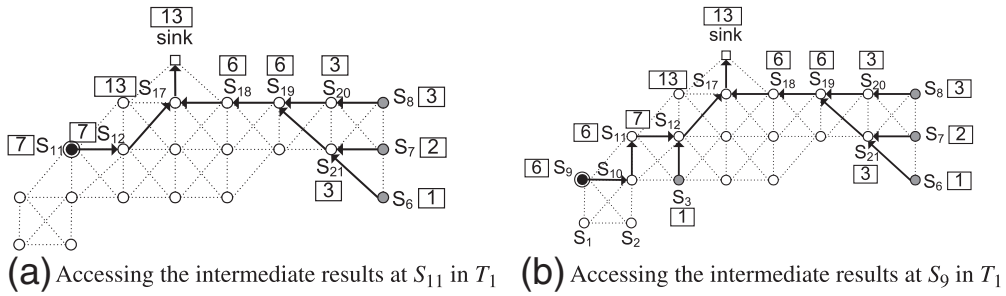 13
sink
13
S17
6
S18
6
S19
3
S20
S8 3
7 S11
7
S12
S7 2
S21
3
S6 1
(a) Accessing the intermediate results at S11 in T1
13
sink
13
S17
6
S18
6
S19
3
S20
S8 3
6
S11
7
S12
S7 2
6 S9
S10
S3
1
S21
3
S6 1
S1
S2
(b) Accessing the intermediate results at S9 in T1